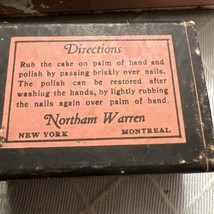 Directions
Rub the cake on palm of hand and
polish by passing briskly over nails.
The polish can be restored after
washing the hands, by lightly rubbing
the nails again over palm of hand.
Northam Warren
NEW YORK MONTREAL